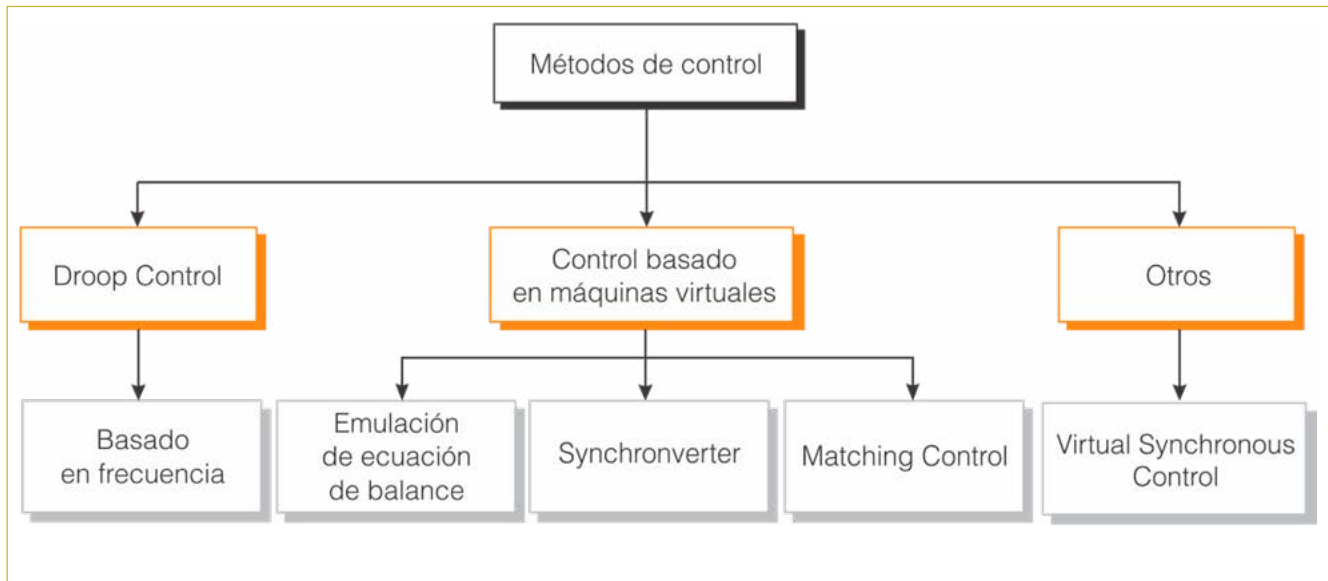 Métodos de control
Droop Control
Control basado
en máquinas virtuales
Otros
Basado
en frecuencia
Emulación
de ecuación
de balance
Synchronverter
Matching Control
Virtual Synchronous
Control